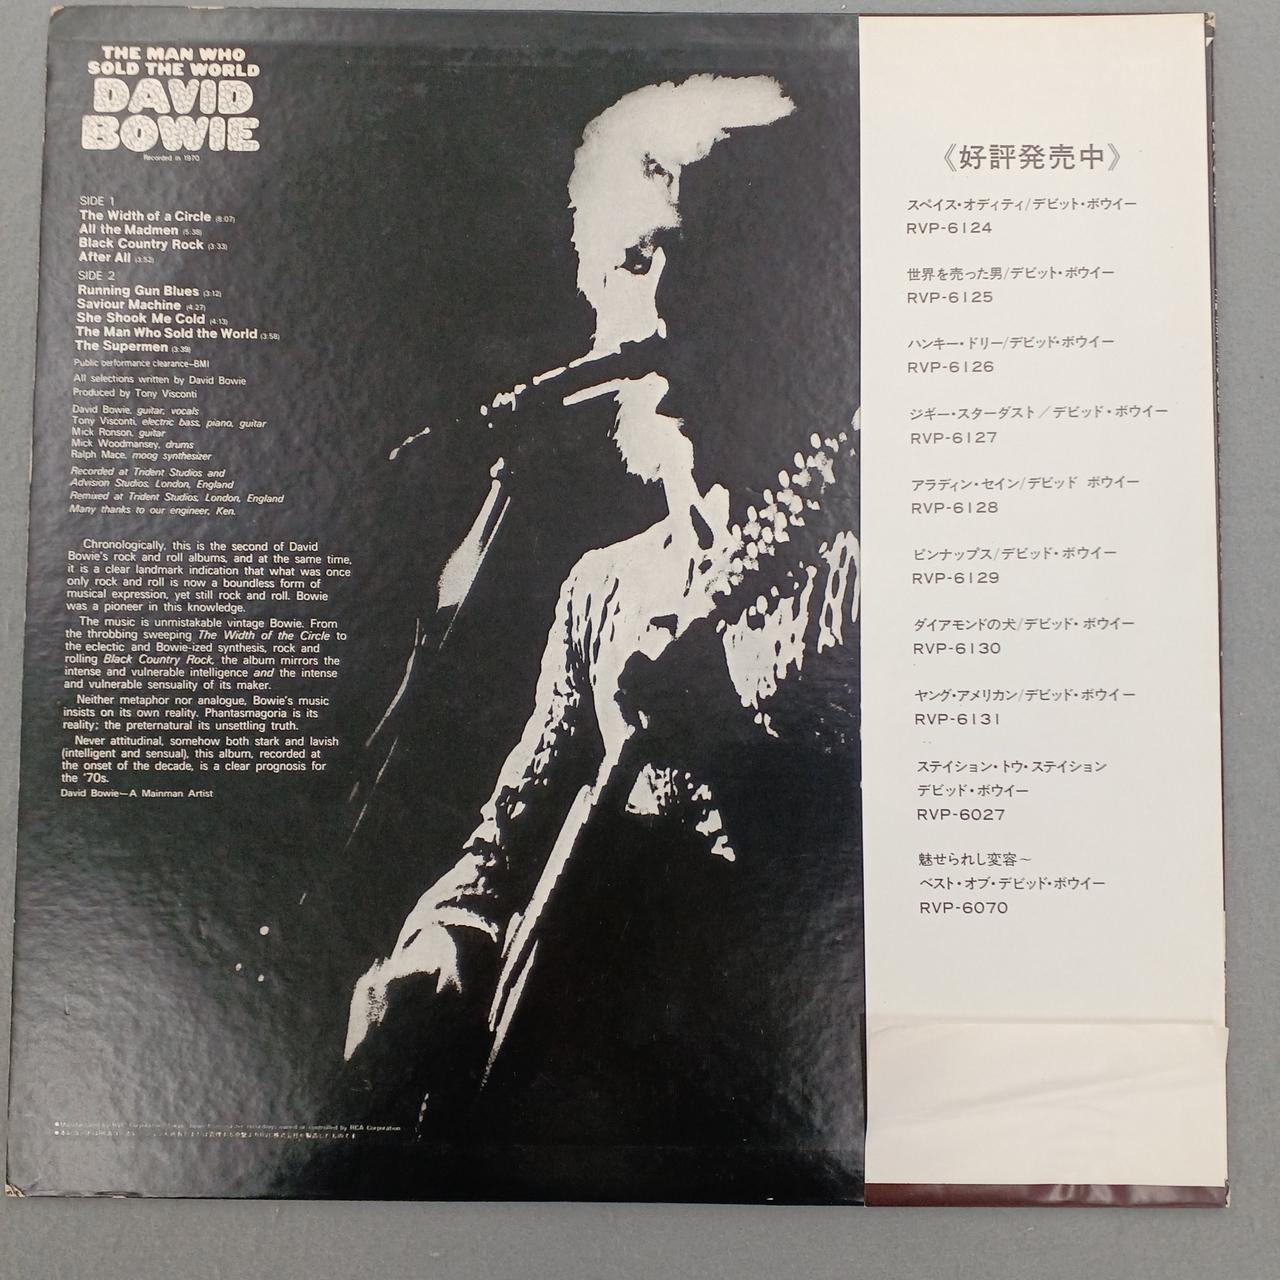 THE MAN WHO
SOLD THE WORLD
DAVID
BOWIE
Recorded in 1970
SIDE 1
The Width of a Circle (8:07)
All the Madmen (5:38)
Black Country Rock (3:33)
After All (3:52)
SIDE 2
Running Gun Blues (3:12)
Saviour Machine (4:27)
She Shook Me Cold (4:13)
The Man Who Sold the World (3:58)
The Supermen (3:39)
Public performance clearance—BMI
All selections written by David Bowie
Produced by Tony Visconti
David Bowie, guitar, vocals
Tony Visconti, electric bass, piano, guitar
Mick Ronson, guitar
Mick Woodmansey, drums
Ralph Mace, moog synthesizer
Recorded at Trident Studios and
Advision Studios, London, England
Remixed at Trident Studios, London, England
Many thanks to our engineer, Ken.
Chronologically, this is the second of David
Bowie's rock and roll albums, and at the same time,
it is a clear landmark indication that what was once
only rock and roll is now a boundless form of
musical expression, yet still rock and roll. Bowie
was a pioneer in this knowledge.
The music is unmistakable vintage Bowie. From
the throbbing sweeping The Width of the Circle to
the eclectic and Bowie-ized synthesis, rock and
rolling Black Country Rock, the album mirrors the
intense and vulnerable intelligence and the intense
and vulnerable sensuality of its maker.
Neither metaphor nor analogue, Bowie's music
insists on its own reality. Phantasmagoria is its
reality; the preternatural its unsettling truth.
Never attitudinal, somehow both stark and lavish
(intelligent and sensual), this album, recorded at
the onset of the decade, is a clear prognosis for
the '70s.
David Bowie—A Mainman Artist
●Manufactured by RVC Corporation, from master recordings owned or controlled by RCA Corporation
《好評発売中》
スペイス・オディティ/デビット・ボウイー
RVP-6124
世界を売った男/デビット・ボウイー
RVP-6125
ハンキー・ドリー/デビッド・ボウイー
RVP-6126
ジギー・スターダスト/デビッド・ボウイー
RVP-6127
アラディン・セイン/デビッド ボウイー
RVP-6128
ピンナップス/デビッド・ボウイー
RVP-6129
ダイアモンドの犬/デビッド・ボウイー
RVP-6130
ヤング・アメリカン/デビッド・ボウイー
RVP-6131
ステイション・トウ・ステイション
デビッド・ボウイー
RVP-6027
魅せられし変容～
ベスト・オブ・デビッド・ボウイー
RVP-6070